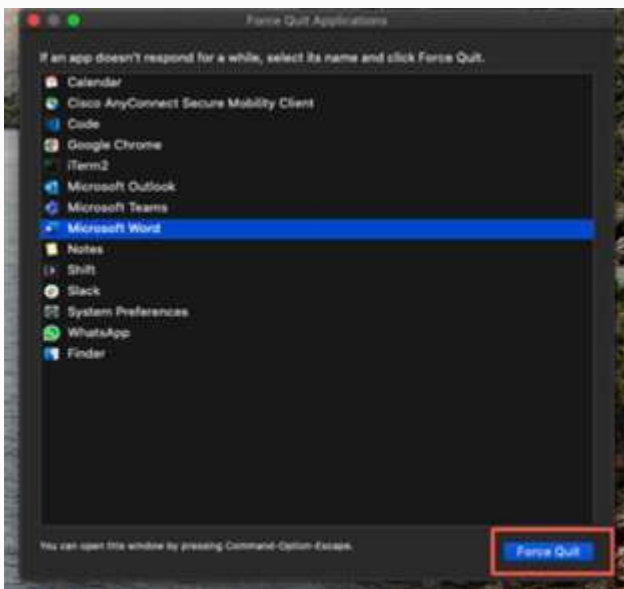 Force Quit Applications
If an app doesn't respond for a while, select its name and click Force Quit.
Calendar
Cisco AnyConnect Secure Mobility Client
Code
Google Chrome
iTerm2
Microsoft Outlook
Microsoft Teams
Microsoft Word
Notes
Shift
Slack
System Preferences
WhatsApp
Finder
You can open this window by pressing Command-Option-Escape.
Force Quit